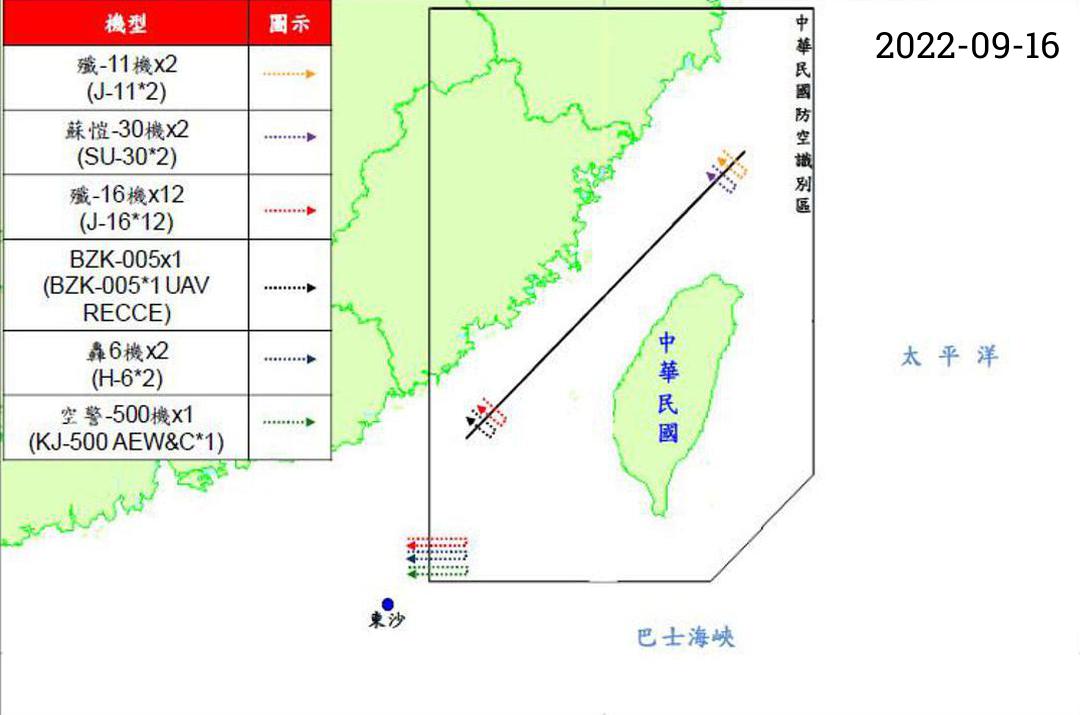 機型 圖示
殲-11機x2
(J-11*2)
蘇愷-30機x2
(SU-30*2)
殲-16機x12
(J-16*12)
BZK-005x1
(BZK-005*1 UAV
RECCE)
轟6機x2
(H-6*2)
空警-500機x1
(KJ-500 AEW&C*1)
2022-09-16
中華民國防空識別區
中華民國
太平洋
東沙
巴士海峽